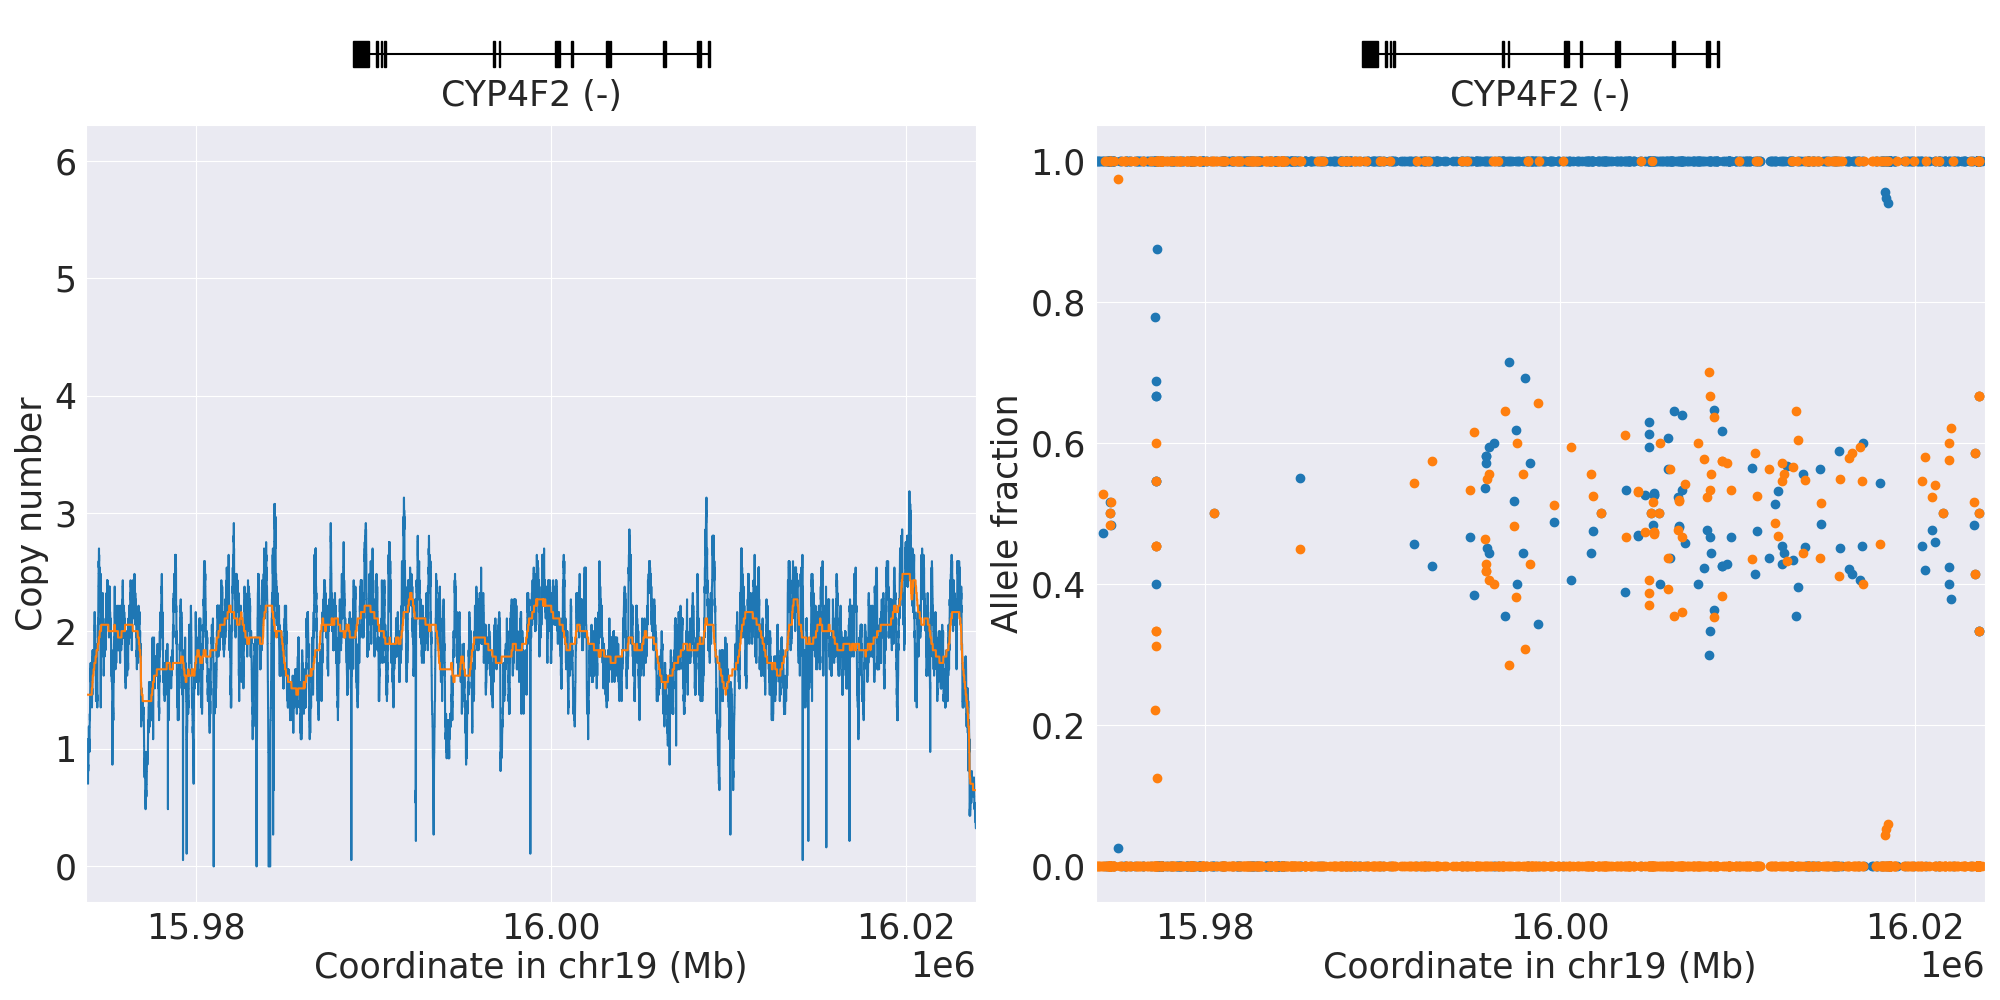 CYP4F2 (-)
6
5
4
3
2
1
0
Copy number
15.98
16.00
16.02
Coordinate in chr19 (Mb)
1e6
CYP4F2 (-)
1.0
0.8
0.6
0.4
0.2
0.0
Allele fraction
15.98
16.00
16.02
Coordinate in chr19 (Mb)
1e6